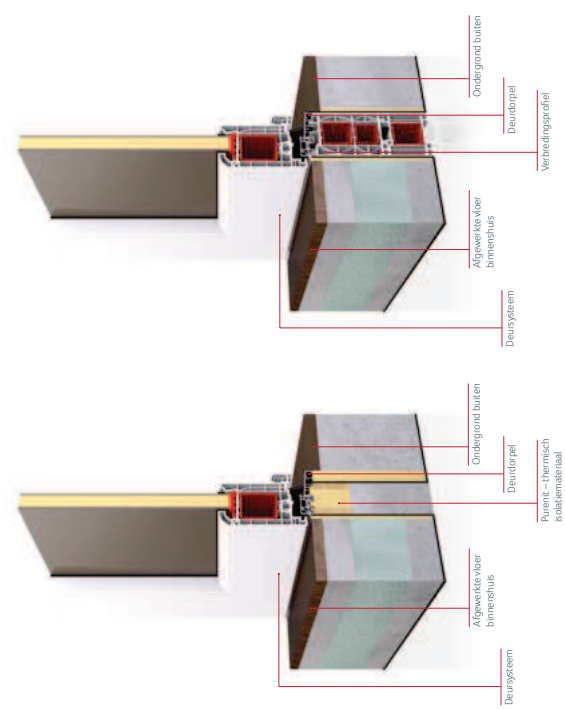 Ondergrond buiten
Deurdorpel
Verbredingsprofiel
Afgewerkte vloer
binnenshuis
Deursysteem
Ondergrond buiten
Deurdorpel
Purenit – thermisch
isolatiemateriaal
Afgewerkte vloer
binnenshuis
Deursysteem